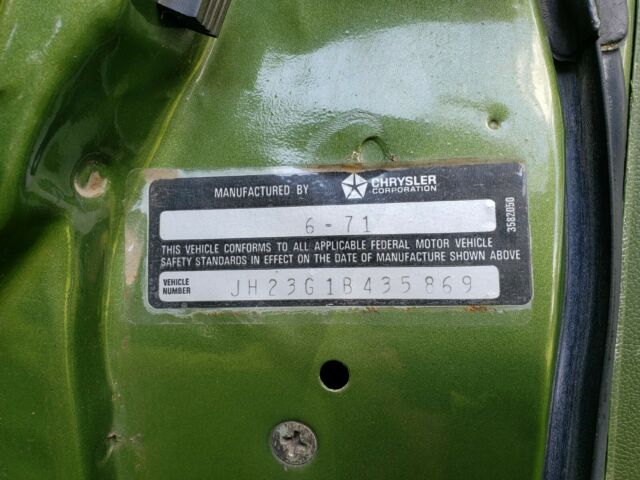 MANUFACTURED BY CHRYSLER CORPORATION
6-71
3582050
THIS VEHICLE CONFORMS TO ALL APPLICABLE FEDERAL MOTOR VEHICLE
SAFETY STANDARDS IN EFFECT ON THE DATE OF MANUFACTURE SHOWN ABOVE
VEHICLE NUMBER JH23G1B435869